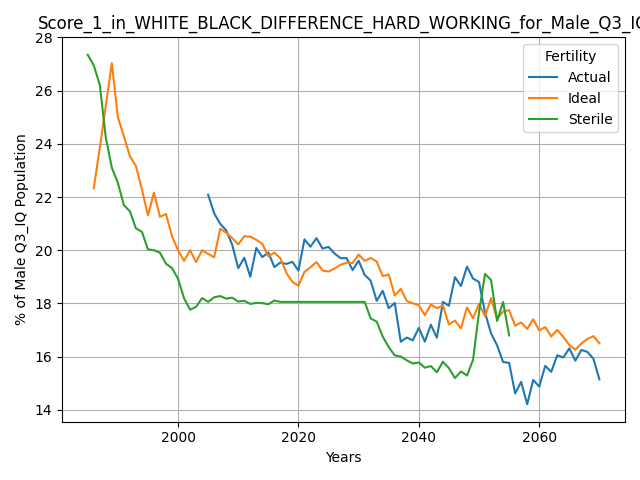 Score_1_in_WHITE_BLACK_DIFFERENCE_HARD_WORKING_for_Male_Q3_IQ
28
26
24
22
20
18
16
14
% of Male Q3_IQ Population
Fertility
Actual
Ideal
Sterile
2000
2020
2040
2060
Years